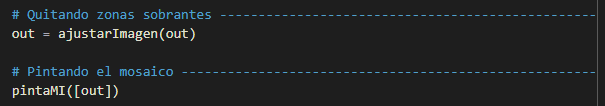 # Quitando zonas sobrantes ------------------------------------------------
out = ajustarImagen(out)
# Pintando el mosaico -----------------------------------------------------
pintaMI([out])